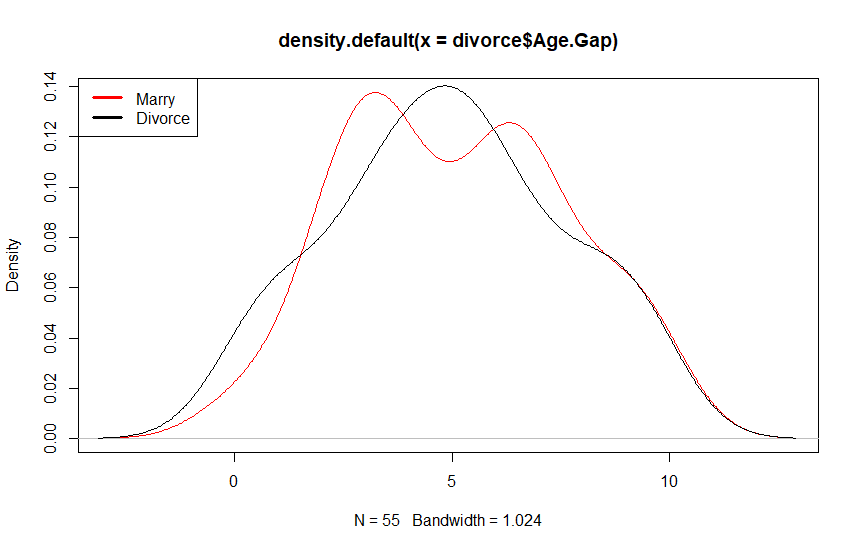 density.default(x = divorce$Age.Gap)
Marry
Divorce
Density
0.14
0.12
0.10
0.08
0.06
0.04
0.02
0.00
0 5 10
N = 55 Bandwidth = 1.024